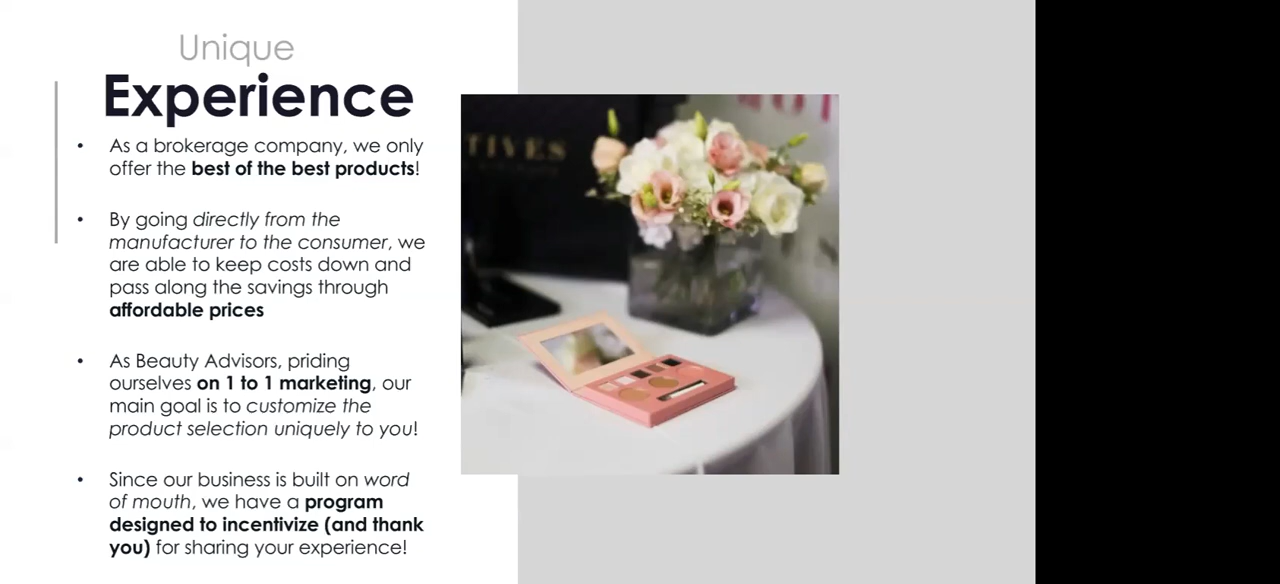 Unique
Experience
• As a brokerage company, we only
offer the best of the best products!
• By going directly from the
manufacturer to the consumer, we
are able to keep costs down and
pass along the savings through
affordable prices
• As Beauty Advisors, priding
ourselves on 1 to 1 marketing, our
main goal is to customize the
product selection uniquely to you!
• Since our business is built on word
of mouth, we have a program
designed to incentivize (and thank
you) for sharing your experience!
TIVES